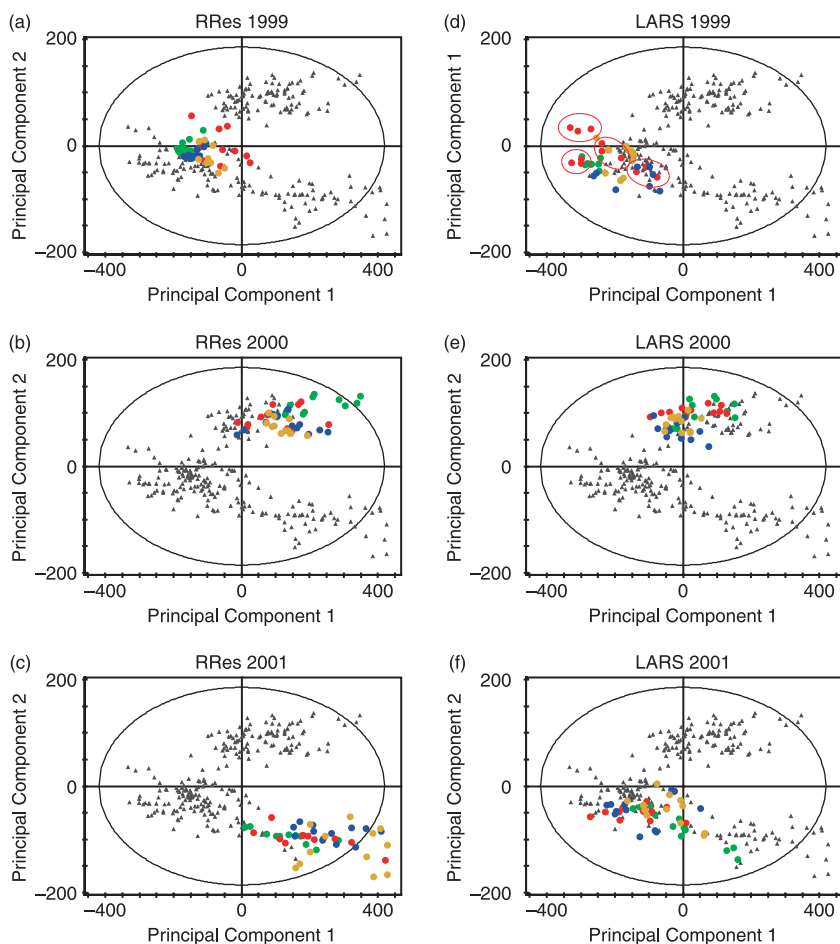 (a) RRes 1999
Principal Component 2
200
0
−200
−400 0 400
Principal Component 1
(d) LARS 1999
Principal Component 1
200
0
−200
−400 0 400
Principal Component 1
(b) RRes 2000
Principal Component 2
200
0
−200
−400 0 400
Principal Component 1
(e) LARS 2000
Principal Component 2
200
0
−200
−400 0 400
Principal Component 1
(c) RRes 2001
Principal Component 2
200
0
−200
−400 0 400
Principal Component 1
(f) LARS 2001
Principal Component 2
200
0
−200
−400 0 400
Principal Component 1